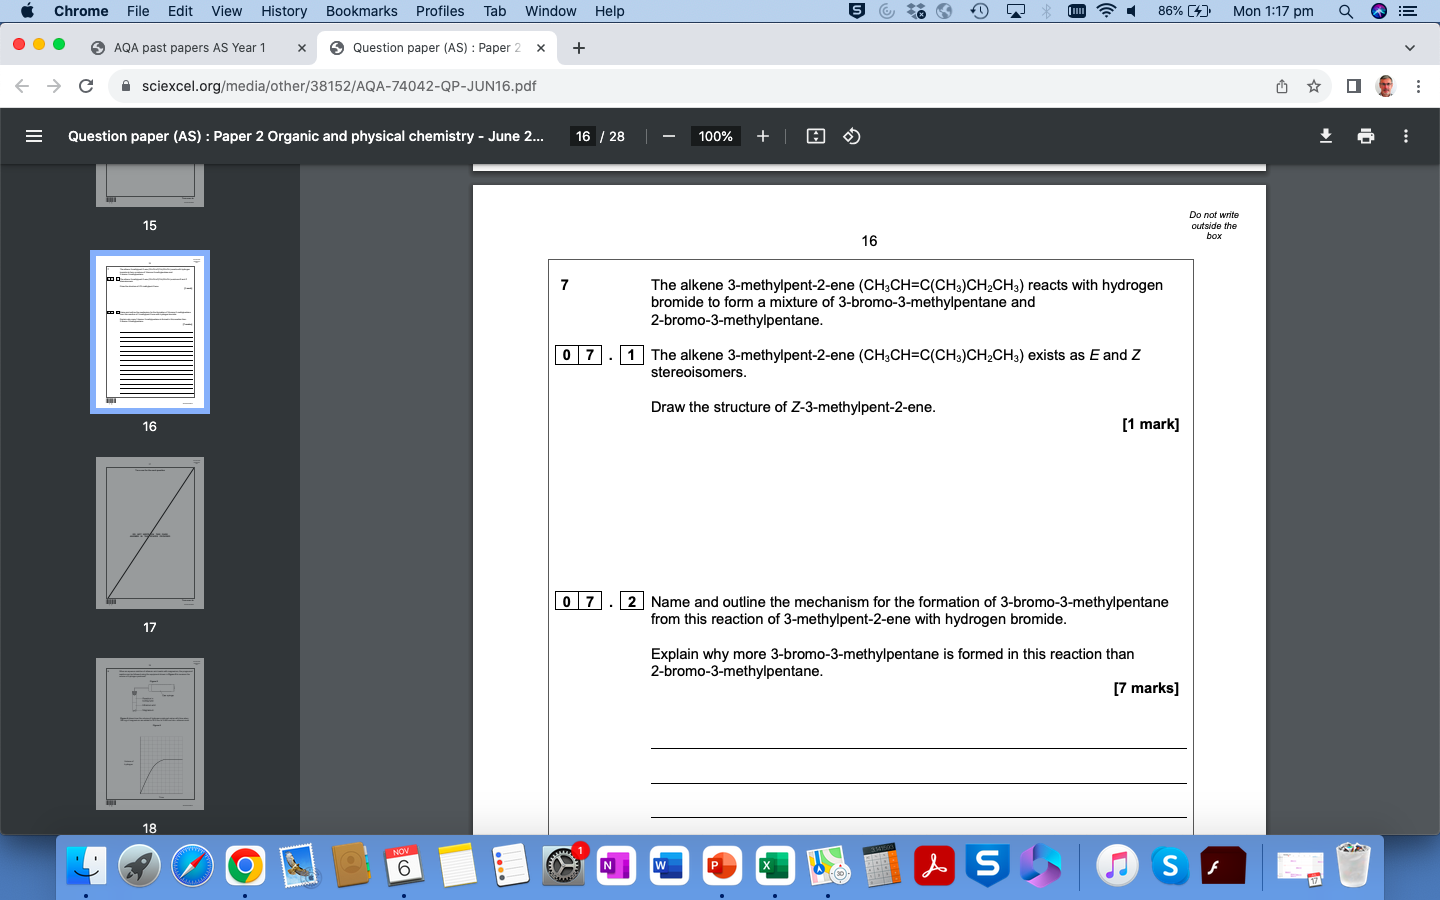 Chrome File Edit View History Bookmarks Profiles Tab Window Help 86% Mon 1:17 pm
AQA past papers AS Year 1
Question paper (AS) : Paper 2
sciexcel.org/media/other/38152/AQA-74042-QP-JUN16.pdf
Question paper (AS) : Paper 2 Organic and physical chemistry - June 2... 16 / 28 100%
15
16
17
18
Do not write
outside the
box
16
7 The alkene 3-methylpent-2-ene (CH₃CH=C(CH₃)CH₂CH₃) reacts with hydrogen
bromide to form a mixture of 3-bromo-3-methylpentane and
2-bromo-3-methylpentane.
0 7 . 1 The alkene 3-methylpent-2-ene (CH₃CH=C(CH₃)CH₂CH₃) exists as E and Z
stereoisomers.
Draw the structure of Z-3-methylpent-2-ene.
[1 mark]
0 7 . 2 Name and outline the mechanism for the formation of 3-bromo-3-methylpentane
from this reaction of 3-methylpent-2-ene with hydrogen bromide.
Explain why more 3-bromo-3-methylpentane is formed in this reaction than
2-bromo-3-methylpentane.
[7 marks]
NOV
6
1
N
W
P
X
3D
S
S
17